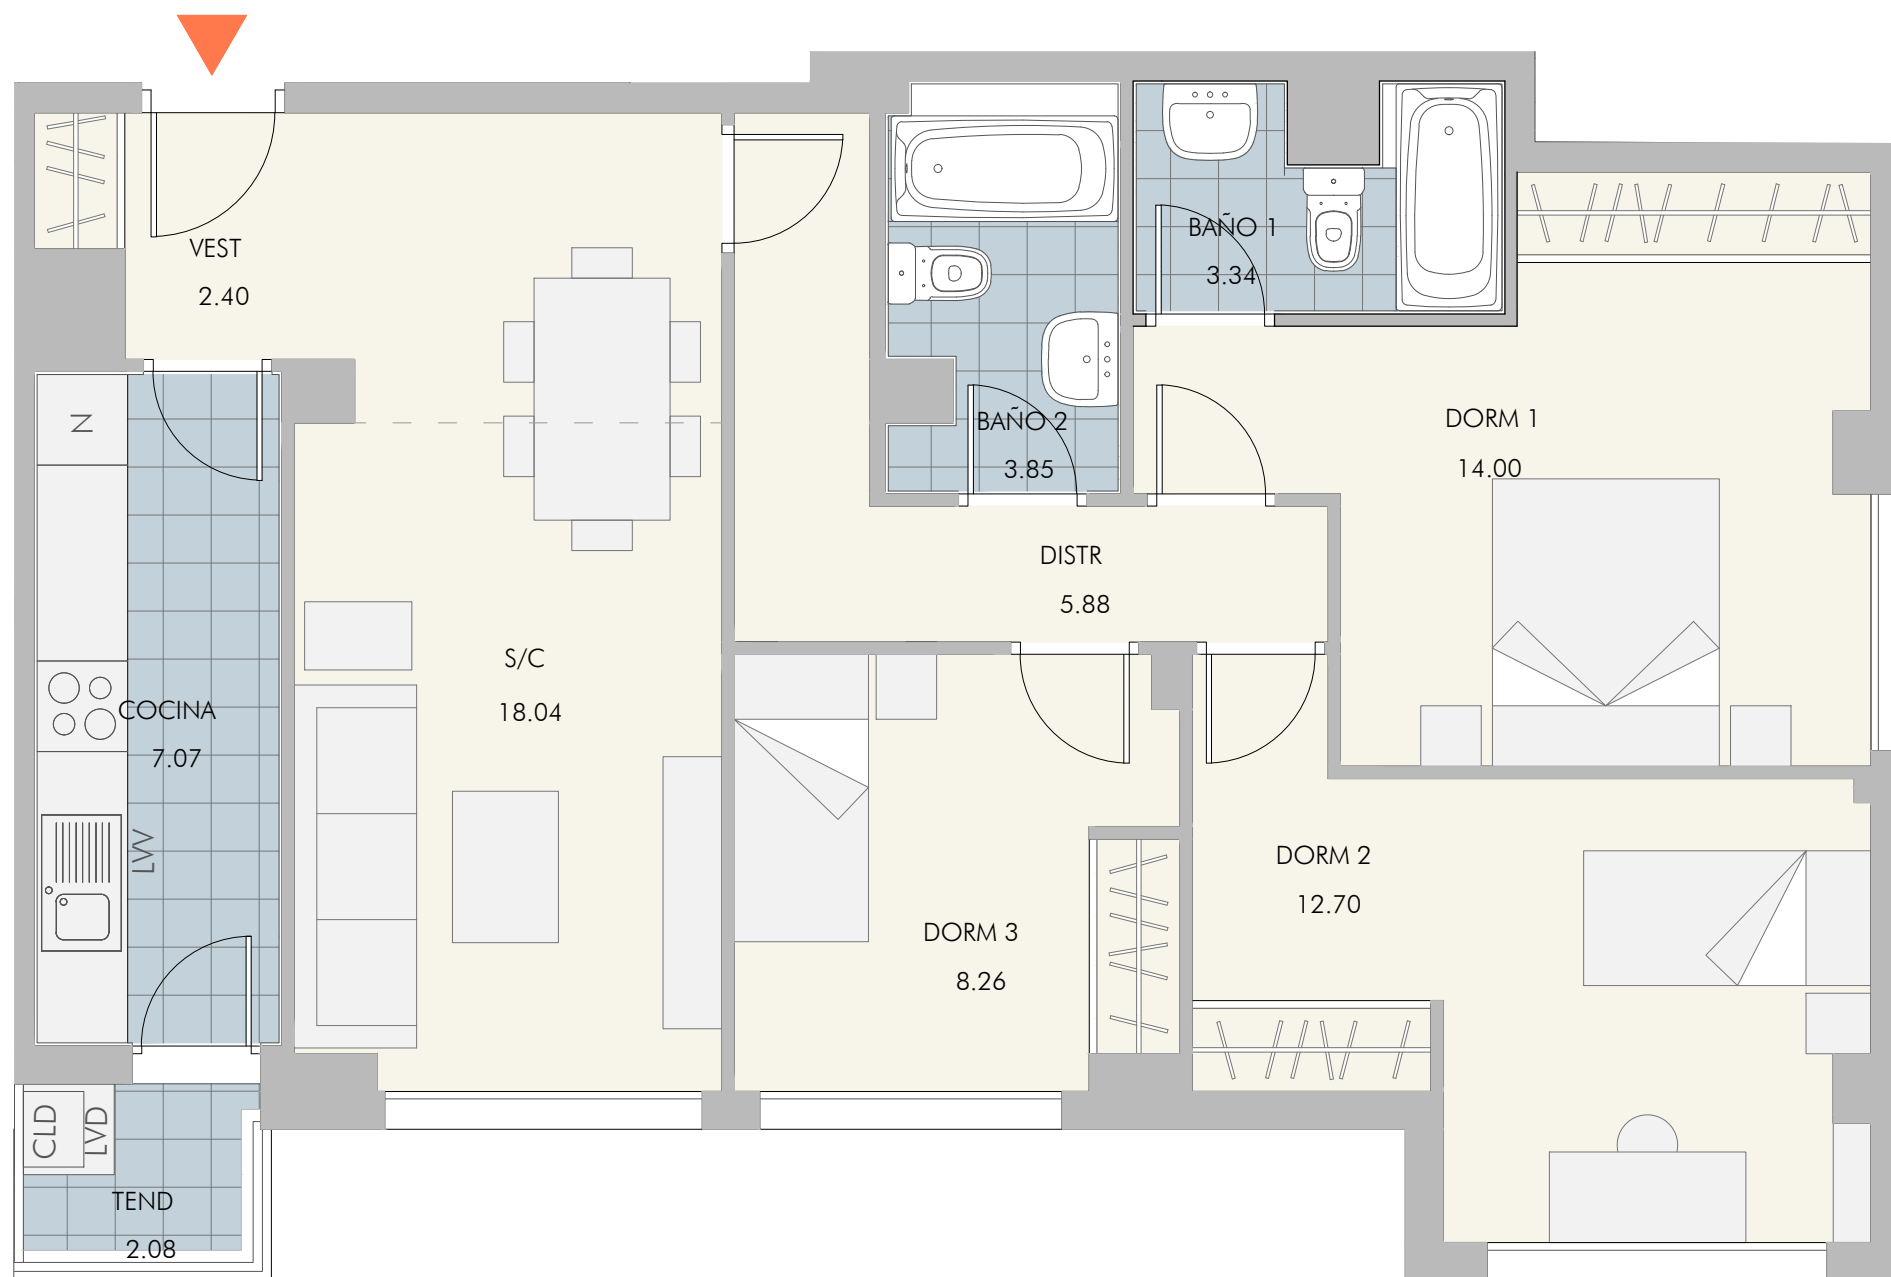 VEST
2.40
BAÑO 1
3.34
BAÑO 2
3.85
DORM 1
14.00
N
DISTR
5.88
S/C
18.04
COCINA
7.07
LVV
DORM 2
12.70
DORM 3
8.26
CLD
LVD
TEND
2.08